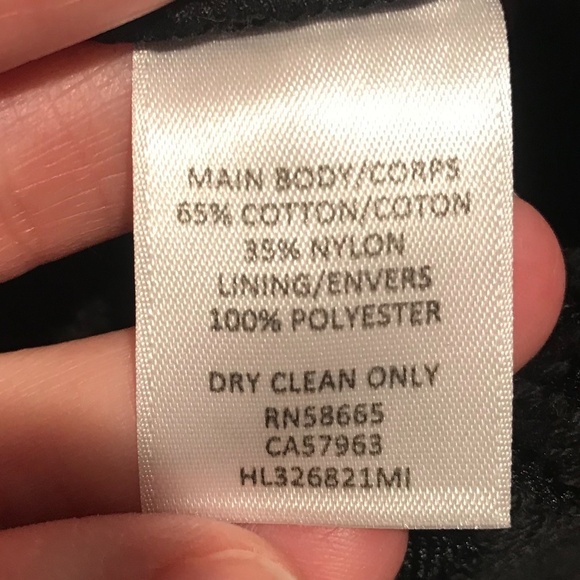 MAIN BODY/CORPS
65% COTTON/COTON
35% NYLON
LINING/ENVERS
100% POLYESTER
DRY CLEAN ONLY
RN58665
CA57963
HL326821MI